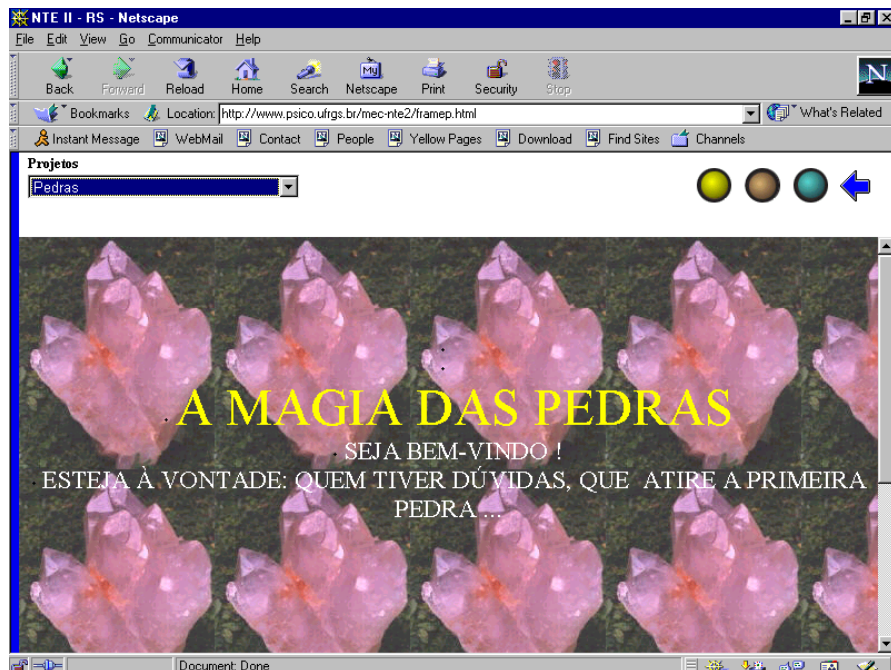 NTE II - RS - Netscape
File Edit View Go Communicator Help
My
N
Back Forward Reload Home Search Netscape Print Security Stop
Bookmarks Location: http://www.psico.ufrgs.br/mec-nte2/framep.html What's Related
Instant Message WebMail Contact People Yellow Pages Download Find Sites Channels
Projetos
Pedras
A MAGIA DAS PEDRAS
SEJA BEM-VINDO !
ESTEJA À VONTADE: QUEM TIVER DÚVIDAS, QUE ATIRE A PRIMEIRA
PEDRA ...
Document: Done